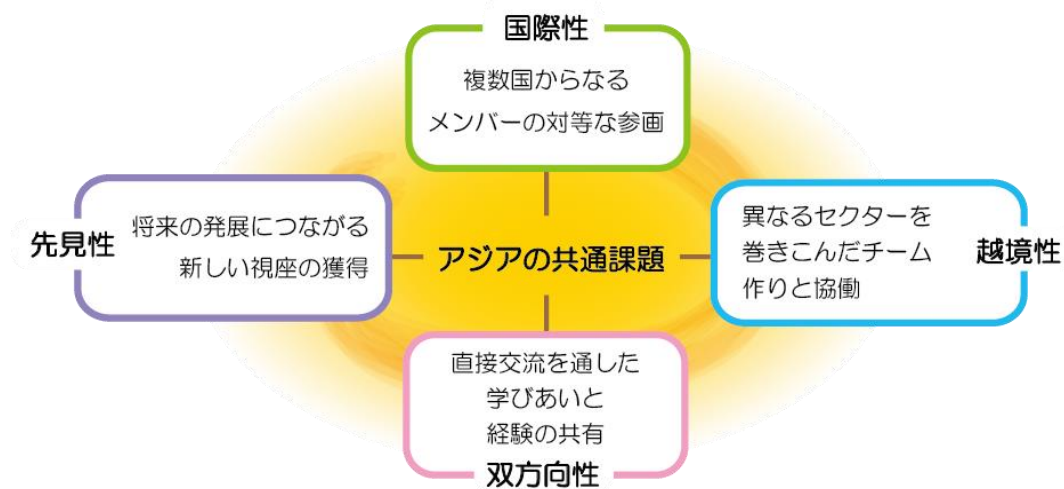 国際性
複数国からなる
メンバーの対等な参画
先見性
将来の発展につながる
新しい視座の獲得
アジアの共通課題
異なるセクターを
巻きこんだチーム
作りと協働
越境性
直接交流を通した
学びあいと
経験の共有
双方向性